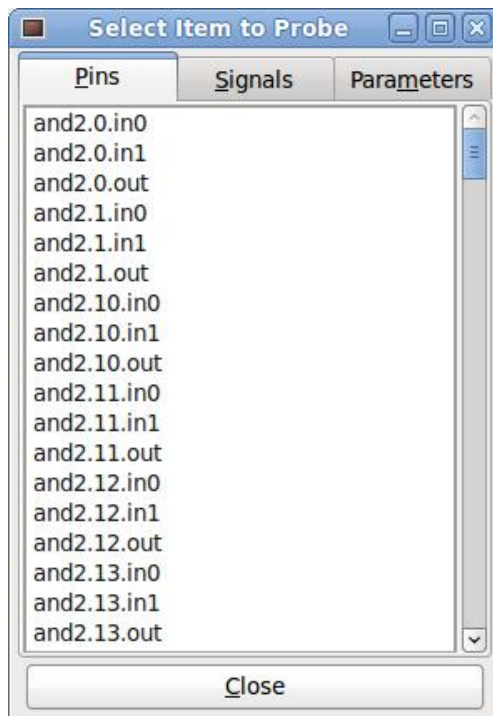 Select Item to Probe
Pins Signals Parameters
and2.0.in0
and2.0.in1
and2.0.out
and2.1.in0
and2.1.in1
and2.1.out
and2.10.in0
and2.10.in1
and2.10.out
and2.11.in0
and2.11.in1
and2.11.out
and2.12.in0
and2.12.in1
and2.12.out
and2.13.in0
and2.13.in1
and2.13.out
Close